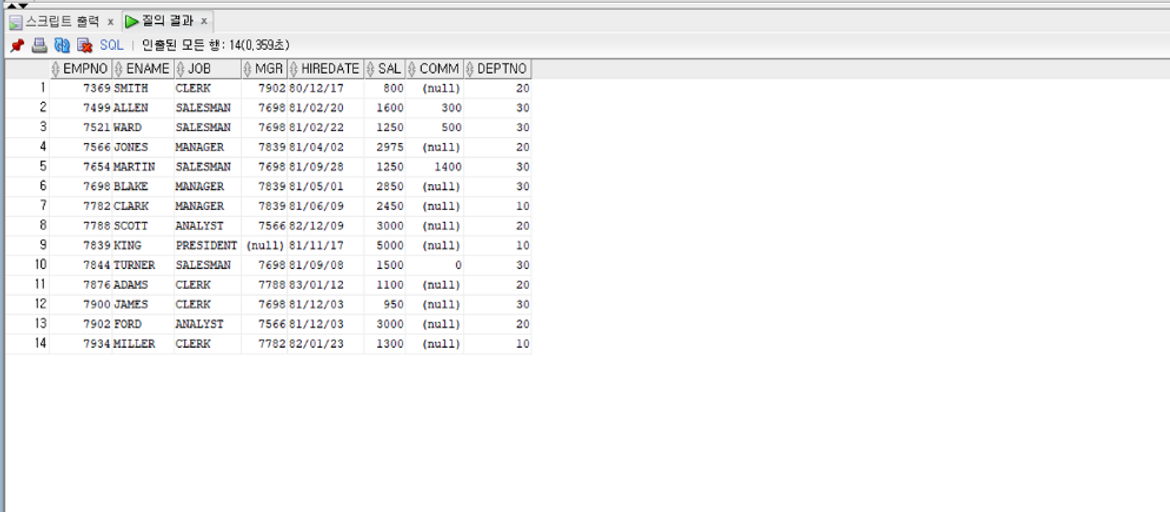 스크립트 출력 x 질의 결과 x
SQL | 인출된 모든 행: 14(0,359초)
EMPNO ENAME JOB MGR HIREDATE SAL COMM DEPTNO
1 7369 SMITH CLERK 7902 80/12/17 800 (null) 20
2 7499 ALLEN SALESMAN 7698 81/02/20 1600 300 30
3 7521 WARD SALESMAN 7698 81/02/22 1250 500 30
4 7566 JONES MANAGER 7839 81/04/02 2975 (null) 20
5 7654 MARTIN SALESMAN 7698 81/09/28 1250 1400 30
6 7698 BLAKE MANAGER 7839 81/05/01 2850 (null) 30
7 7782 CLARK MANAGER 7839 81/06/09 2450 (null) 10
8 7788 SCOTT ANALYST 7566 82/12/09 3000 (null) 20
9 7839 KING PRESIDENT (null) 81/11/17 5000 (null) 10
10 7844 TURNER SALESMAN 7698 81/09/08 1500 0 30
11 7876 ADAMS CLERK 7788 83/01/12 1100 (null) 20
12 7900 JAMES CLERK 7698 81/12/03 950 (null) 30
13 7902 FORD ANALYST 7566 81/12/03 3000 (null) 20
14 7934 MILLER CLERK 7782 82/01/23 1300 (null) 10